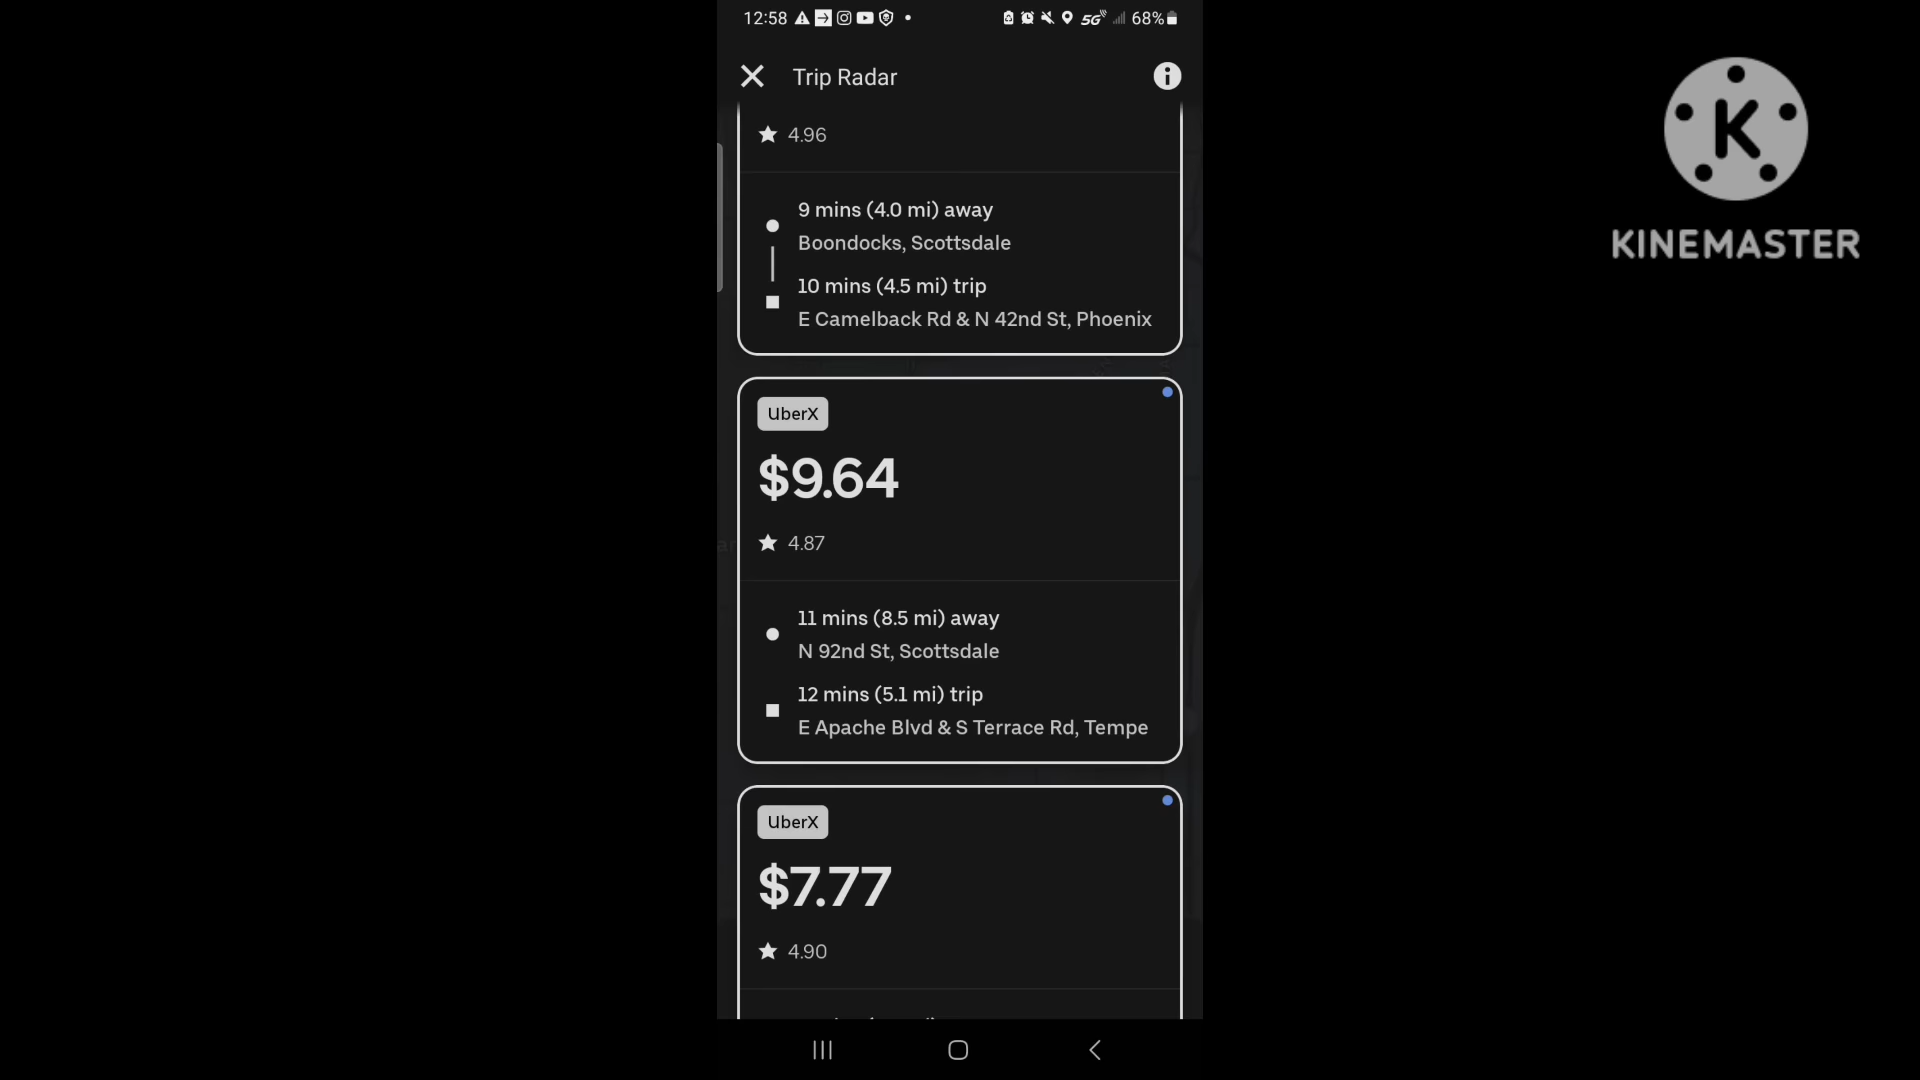 12:58
5G 68%
Trip Radar
4.96
9 mins (4.0 mi) away
Boondocks, Scottsdale
10 mins (4.5 mi) trip
E Camelback Rd & N 42nd St, Phoenix
UberX
$9.64
4.87
11 mins (8.5 mi) away
N 92nd St, Scottsdale
12 mins (5.1 mi) trip
E Apache Blvd & S Terrace Rd, Tempe
UberX
$7.77
4.90
K
KINEMASTER